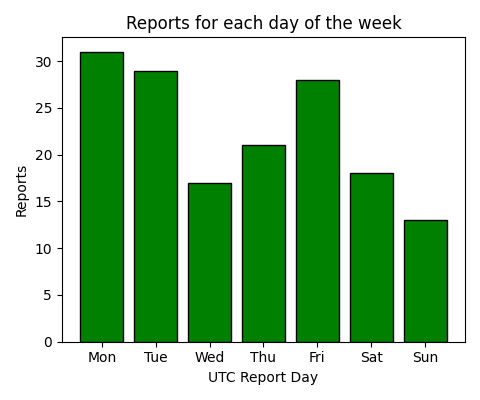 Reports for each day of the week
30
25
20
15
10
5
0
Reports
Mon Tue Wed Thu Fri Sat Sun
UTC Report Day